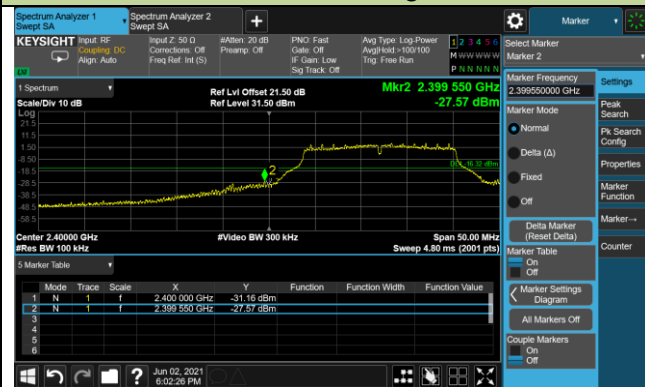 Spectrum Analyzer 1
Swept SA
Spectrum Analyzer 2
Swept SA
+
Marker
KEYSIGHT
Input: RF
Coupling: DC
Align: Auto
Input Z: 50 Ω
Corrections: Off
Freq Ref: Int (S)
#Atten: 20 dB
Preamp: Off
PNO: Fast
Gate: Off
IF Gain: Low
Sig Track: Off
Avg Type: Log-Power
Avg|Hold:>100/100
Trig: Free Run
1 2 3 4 5 6
M W W W W W
P N N N N N
Select Marker
Marker 2
Marker Frequency
2.399550000 GHz
Settings
Marker Mode
Normal
Delta (Δ)
Fixed
Off
Delta Marker
(Reset Delta)
Marker Table
On
Off
Marker Settings
Diagram
All Markers Off
Couple Markers
On
Off
Peak
Search
Pk Search
Config
Properties
Marker
Function
Marker→
Counter
1 Spectrum
Scale/Div 10 dB
Ref Lvl Offset 21.50 dB
Ref Level 31.50 dBm
Mkr2 2.399 550 GHz
-27.57 dBm
Log
21.5
11.5
1.50
-8.50
-18.5
-28.5
-38.5
-48.5
-58.5
2
DL1 -16.32 dBm
Center 2.40000 GHz
#Res BW 100 kHz
#Video BW 300 kHz
Span 50.00 MHz
Sweep 4.80 ms (2001 pts)
5 Marker Table
Mode Trace Scale X Y Function Function Width Function Value
1 N 1 f 2.400 000 GHz -31.16 dBm
2 N 1 f 2.399 550 GHz -27.57 dBm
3
4
5
6
?
Jun 02, 2021
6:02:26 PM